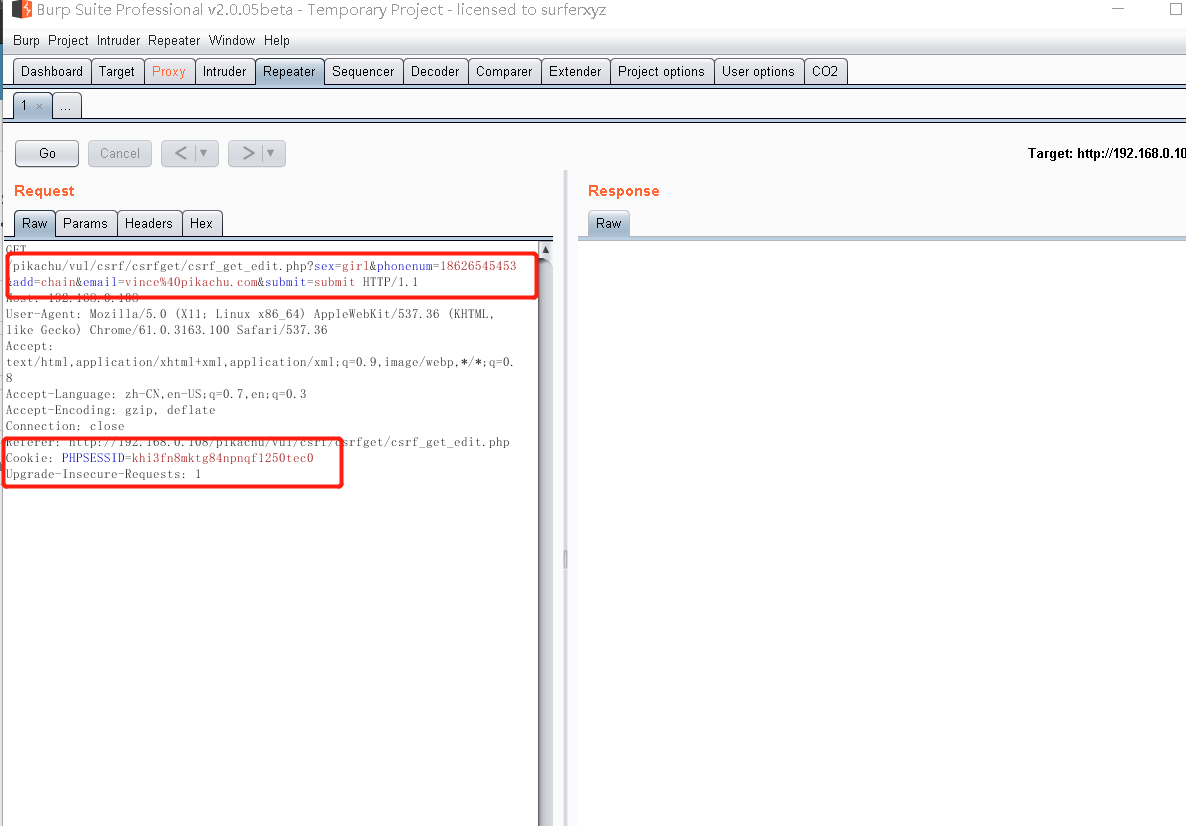 Burp Suite Professional v2.0.05beta - Temporary Project - licensed to surferxyz
Burp Project Intruder Repeater Window Help
Dashboard Target Proxy Intruder Repeater Sequencer Decoder Comparer Extender Project options User options CO2
1 × ...
Go Cancel < > Target: http://192.168.0.10
Request Response
Raw Params Headers Hex Raw
GET
/pikachu/vul/csrf/csrfget/csrf_get_edit.php?sex=girl&phonenum=18626545453
&add=chain&email=vince%40pikachu.com&submit=submit HTTP/1.1
Host: 192.168.0.108
User-Agent: Mozilla/5.0 (X11; Linux x86_64) AppleWebKit/537.36 (KHTML,
like Gecko) Chrome/61.0.3163.100 Safari/537.36
Accept:
text/html,application/xhtml+xml,application/xml;q=0.9,image/webp,*/*;q=0.
8
Accept-Language: zh-CN,en-US;q=0.7,en;q=0.3
Accept-Encoding: gzip, deflate
Connection: close
Referer: http://192.168.0.108/pikachu/vul/csrf/csrfget/csrf_get_edit.php
Cookie: PHPSESSID=khi3fn8mktg84npnqf1250tec0
Upgrade-Insecure-Requests: 1